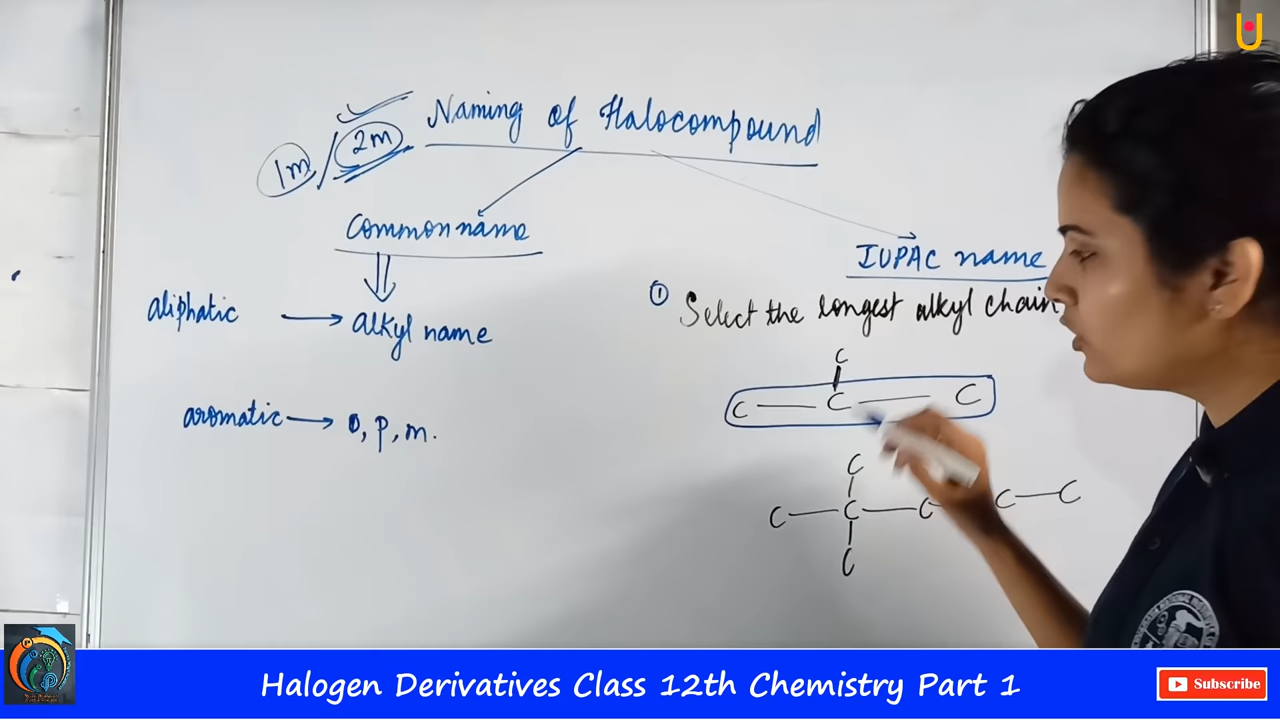 Naming of Halocompound
1m / 2m
Common name
IUPAC name
aliphatic → alkyl name
① Select the longest alkyl chain
aromatic → o, p, m.
C
C — C — C
C
C — C — C C — C
C
Halogen Derivatives Class 12th Chemistry Part 1
Subscribe